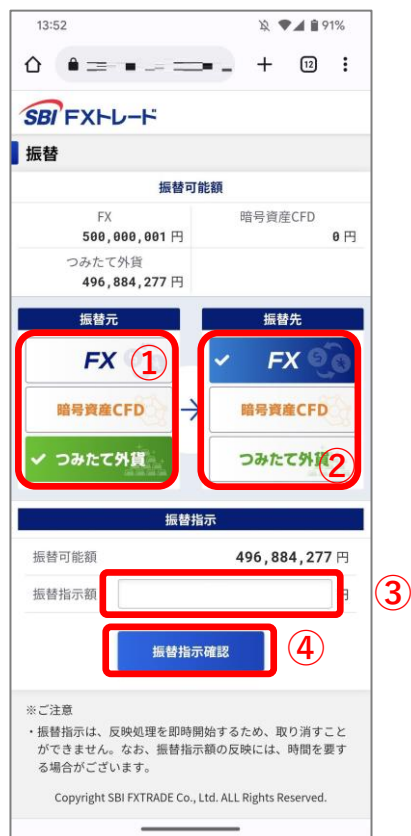 13:52
91%
12
SBI FXトレード
振替
振替可能額
FX
500,000,001 円
暗号資産CFD
0 円
つみたて外貨
496,884,277 円
振替元
振替先
FX
①
暗号資産CFD
つみたて外貨
FX
暗号資産CFD
つみたて外貨
②
振替指示
振替可能額 496,884,277 円
振替指示額 円
③
振替指示確認
④
※ご注意
・振替指示は、反映処理を即時開始するため、取り消すこと
ができません。なお、振替指示額の反映には、時間を要す
る場合がございます。
Copyright SBI FXTRADE Co., Ltd. ALL Rights Reserved.